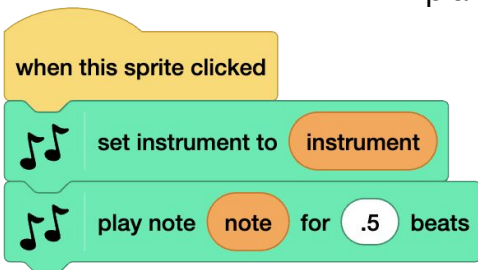 when this sprite clicked
set instrument to instrument
play note note for .5 beats